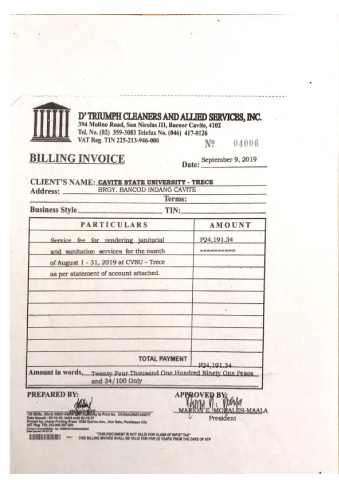 D' TRIUMPH CLEANERS AND ALLIED SERVICES, INC.
394 Molino Road, San Nicolas III, Bacoor Cavite, 4102
Tel. No. (02) 359-3083 Telefax No. (046) 417-0126
VAT Reg. TIN 225-213-946-000
Nº 04006
BILLING INVOICE
Date: September 9, 2019
CLIENT'S NAME: CAVITE STATE UNIVERSITY - TRECE
Address: BRGY. BANCOD INDANG CAVITE
Terms:
Business Style TIN:
PARTICULARS AMOUNT
Service fee for rendering janitorial P24,191.34
and sanitation services for the month ==========
of August 1 - 31, 2019 at CVSU – Trece
as per statement of account attached.
TOTAL PAYMENT P24,191.34
Amount in words, Twenty Four Thousand One Hundred Ninety One Pesos
and 34/100 Only
PREPARED BY: APPROVED BY:
MARION E. MORALES-MAALA
President
"THIS DOCUMENT IS NOT VALID FOR CLAIM OF INPUT TAX"
THIS BILLING INVOICE SHALL BE VALID FOR FIVE (5) YEARS FROM THE DATE OF ATP